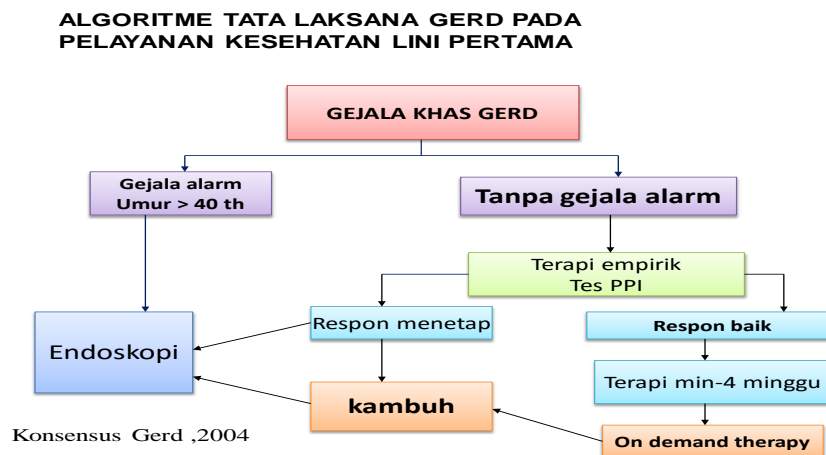 ALGORITME TATA LAKSANA GERD PADA
PELAYANAN KESEHATAN LINI PERTAMA
GEJALA KHAS GERD
Gejala alarm
Umur > 40 th
Tanpa gejala alarm
Terapi empirik
Tes PPI
Respon menetap
Respon baik
Endoskopi
Terapi min-4 minggu
kambuh
On demand therapy
Konsensus Gerd ,2004